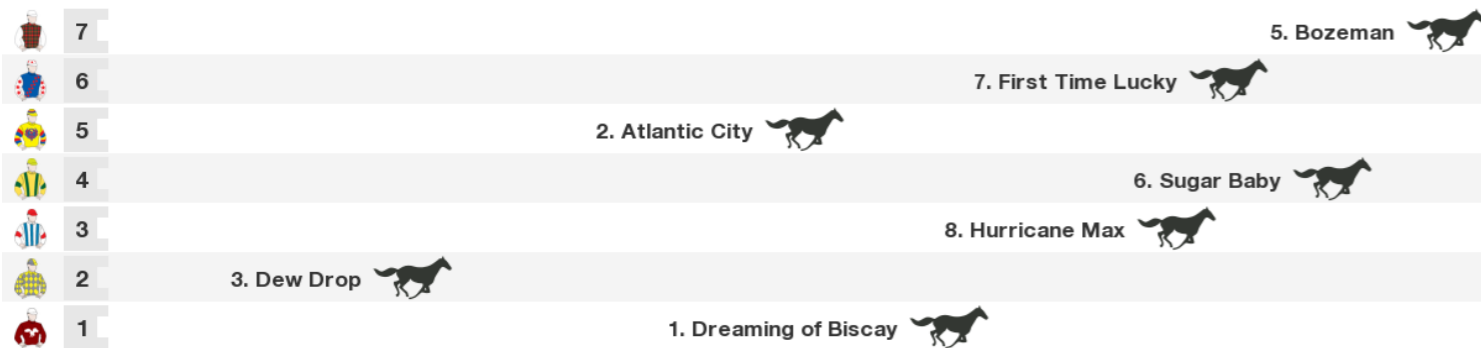 7 5. Bozeman
6 7. First Time Lucky
5 2. Atlantic City
4 6. Sugar Baby
3 8. Hurricane Max
2 3. Dew Drop
1 1. Dreaming of Biscay